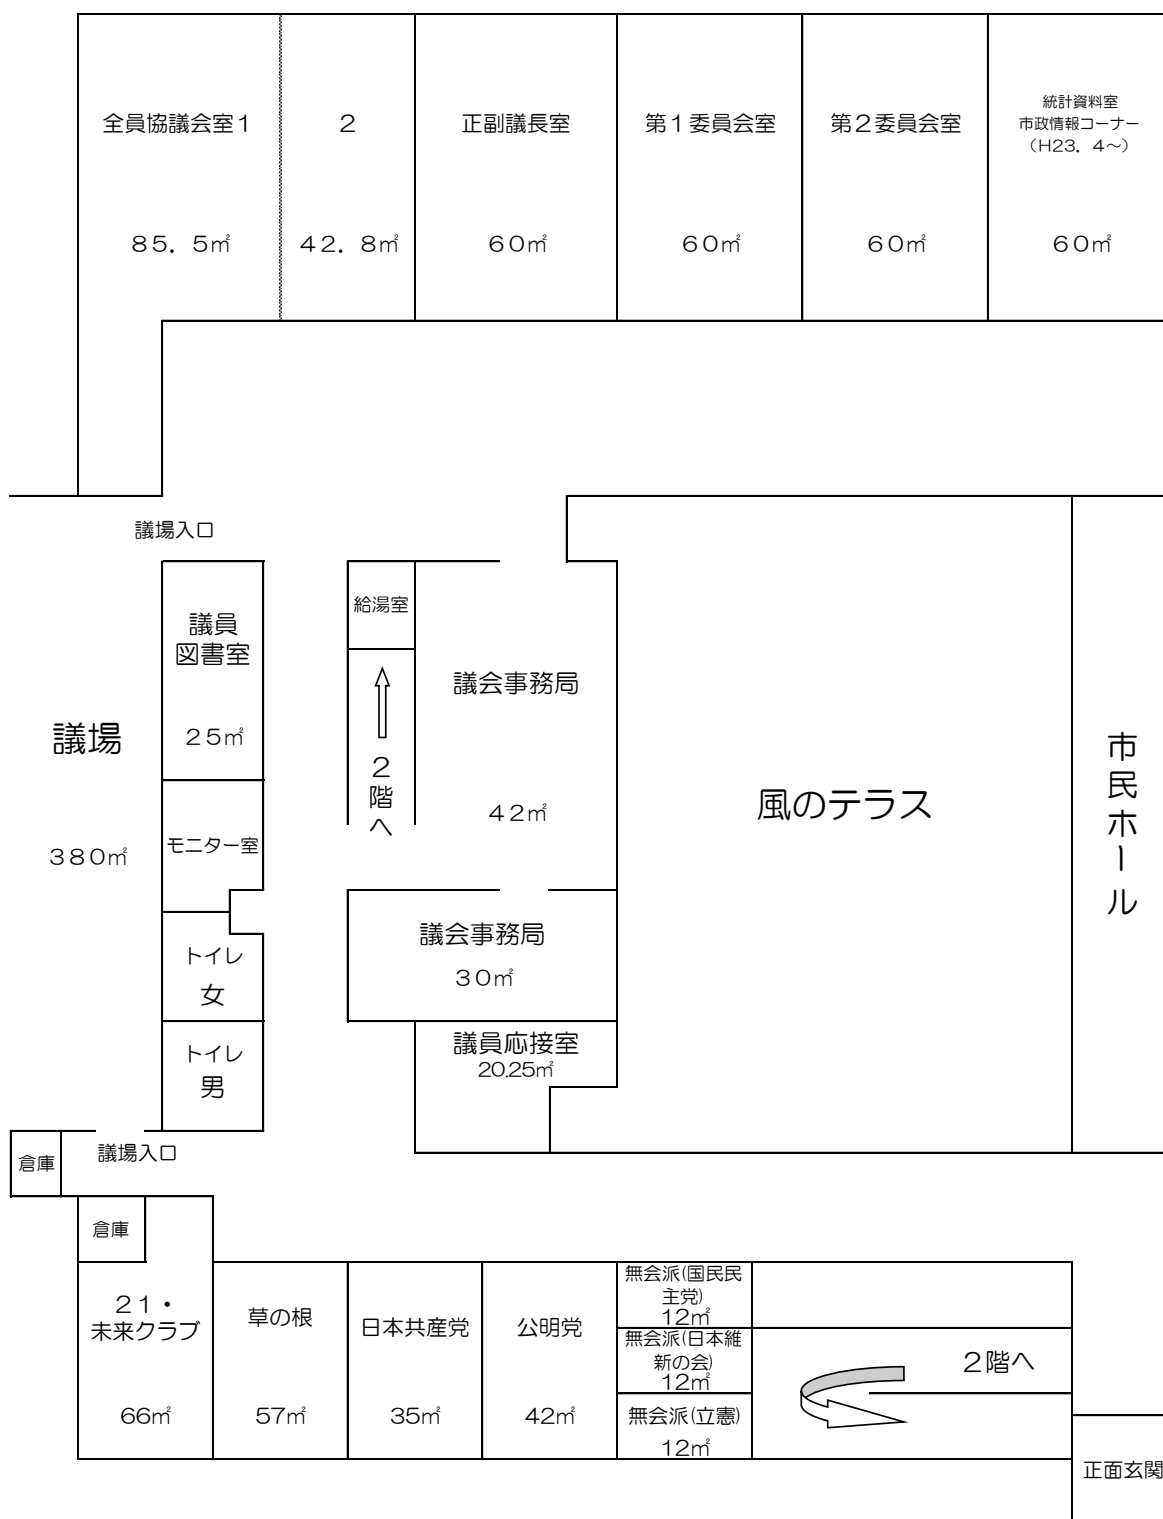 全員協議会室１
２
正副議長室
第１委員会室
第２委員会室
統計資料室
市政情報コーナー
（H23．4～）
８５．５㎡
４２．８㎡
６０㎡
６０㎡
６０㎡
６０㎡
議場入口
議員
図書室
２５㎡
給湯室
２
階
へ
議会事務局
４２㎡
議場
３８０㎡
モニター室
風のテラス
市
民
ホ
ー
ル
議会事務局
３０㎡
トイレ
女
トイレ
男
議員応接室
20.25㎡
倉庫
議場入口
倉庫
２１・
未来クラブ
66㎡
草の根
57㎡
日本共産党
35㎡
公明党
42㎡
無会派(国民民
主党)
12㎡
無会派(日本維
新の会)
12㎡
無会派(立憲)
12㎡
２階へ
正面玄関